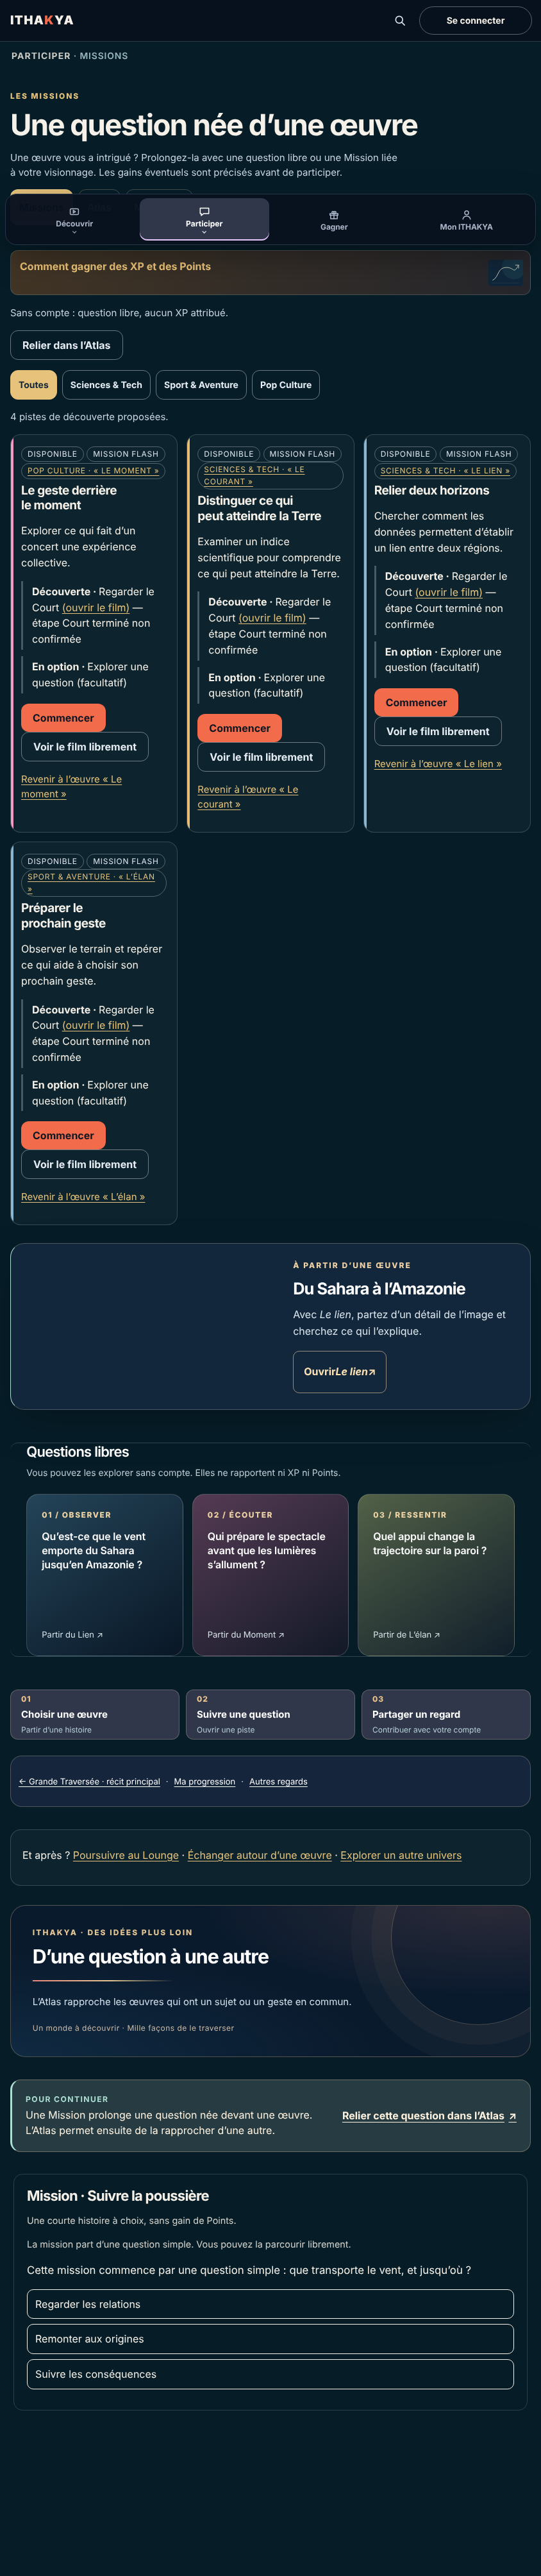 ITHAKYA
Se connecter
PARTICIPER · MISSIONS
LES MISSIONS
Une question née d’une œuvre
Une œuvre vous a intrigué ? Prolongez-la avec une question libre ou une Mission liée
à votre visionnage. Les gains éventuels sont précisés avant de participer.
Découvrir
Participer
Gagner
Mon ITHAKYA
Comment gagner des XP et des Points
Sans compte : question libre, aucun XP attribué.
Relier dans l’Atlas
Toutes
Sciences & Tech
Sport & Aventure
Pop Culture
4 pistes de découverte proposées.
DISPONIBLE
MISSION FLASH
POP CULTURE · « LE MOMENT »
Le geste derrière
le moment
Explorer ce qui fait d’un
concert une expérience
collective.
Découverte · Regarder le
Court (ouvrir le film) —
étape Court terminé non
confirmée
En option · Explorer une
question (facultatif)
Commencer
Voir le film librement
Revenir à l’œuvre « Le
moment »
DISPONIBLE
MISSION FLASH
SCIENCES & TECH · « LE
COURANT »
Distinguer ce qui
peut atteindre la Terre
Examiner un indice
scientifique pour comprendre
ce qui peut atteindre la Terre.
Découverte · Regarder le
Court (ouvrir le film) —
étape Court terminé non
confirmée
En option · Explorer une
question (facultatif)
Commencer
Voir le film librement
Revenir à l’œuvre « Le
courant »
DISPONIBLE
MISSION FLASH
SCIENCES & TECH · « LE LIEN »
Relier deux horizons
Chercher comment les
données permettent d’établir
un lien entre deux régions.
Découverte · Regarder le
Court (ouvrir le film) —
étape Court terminé non
confirmée
En option · Explorer une
question (facultatif)
Commencer
Voir le film librement
Revenir à l’œuvre « Le lien »
DISPONIBLE
MISSION FLASH
SPORT & AVENTURE · « L’ÉLAN
»
Préparer le
prochain geste
Observer le terrain et repérer
ce qui aide à choisir son
prochain geste.
Découverte · Regarder le
Court (ouvrir le film) —
étape Court terminé non
confirmée
En option · Explorer une
question (facultatif)
Commencer
Voir le film librement
Revenir à l’œuvre « L’élan »
À PARTIR D’UNE ŒUVRE
Du Sahara à l’Amazonie
Avec Le lien, partez d’un détail de l’image et
cherchez ce qui l’explique.
OuvrirLe lien↗
Questions libres
Vous pouvez les explorer sans compte. Elles ne rapportent ni XP ni Points.
01 / OBSERVER
Qu’est-ce que le vent
emporte du Sahara
jusqu’en Amazonie ?
Partir du Lien ↗
02 / ÉCOUTER
Qui prépare le spectacle
avant que les lumières
s’allument ?
Partir du Moment ↗
03 / RESSENTIR
Quel appui change la
trajectoire sur la paroi ?
Partir de L’élan ↗
01
Choisir une œuvre
Partir d’une histoire
02
Suivre une question
Ouvrir une piste
03
Partager un regard
Contribuer avec votre compte
← Grande Traversée · récit principal · Ma progression · Autres regards
Et après ? Poursuivre au Lounge · Échanger autour d’une œuvre · Explorer un autre univers
ITHAKYA · DES IDÉES PLUS LOIN
D’une question à une autre
L’Atlas rapproche les œuvres qui ont un sujet ou un geste en commun.
Un monde à découvrir · Mille façons de le traverser
POUR CONTINUER
Une Mission prolonge une question née devant une œuvre.
L’Atlas permet ensuite de la rapprocher d’une autre.
Relier cette question dans l’Atlas ↗
Mission · Suivre la poussière
Une courte histoire à choix, sans gain de Points.
La mission part d’une question simple. Vous pouvez la parcourir librement.
Cette mission commence par une question simple : que transporte le vent, et jusqu’où ?
Regarder les relations
Remonter aux origines
Suivre les conséquences